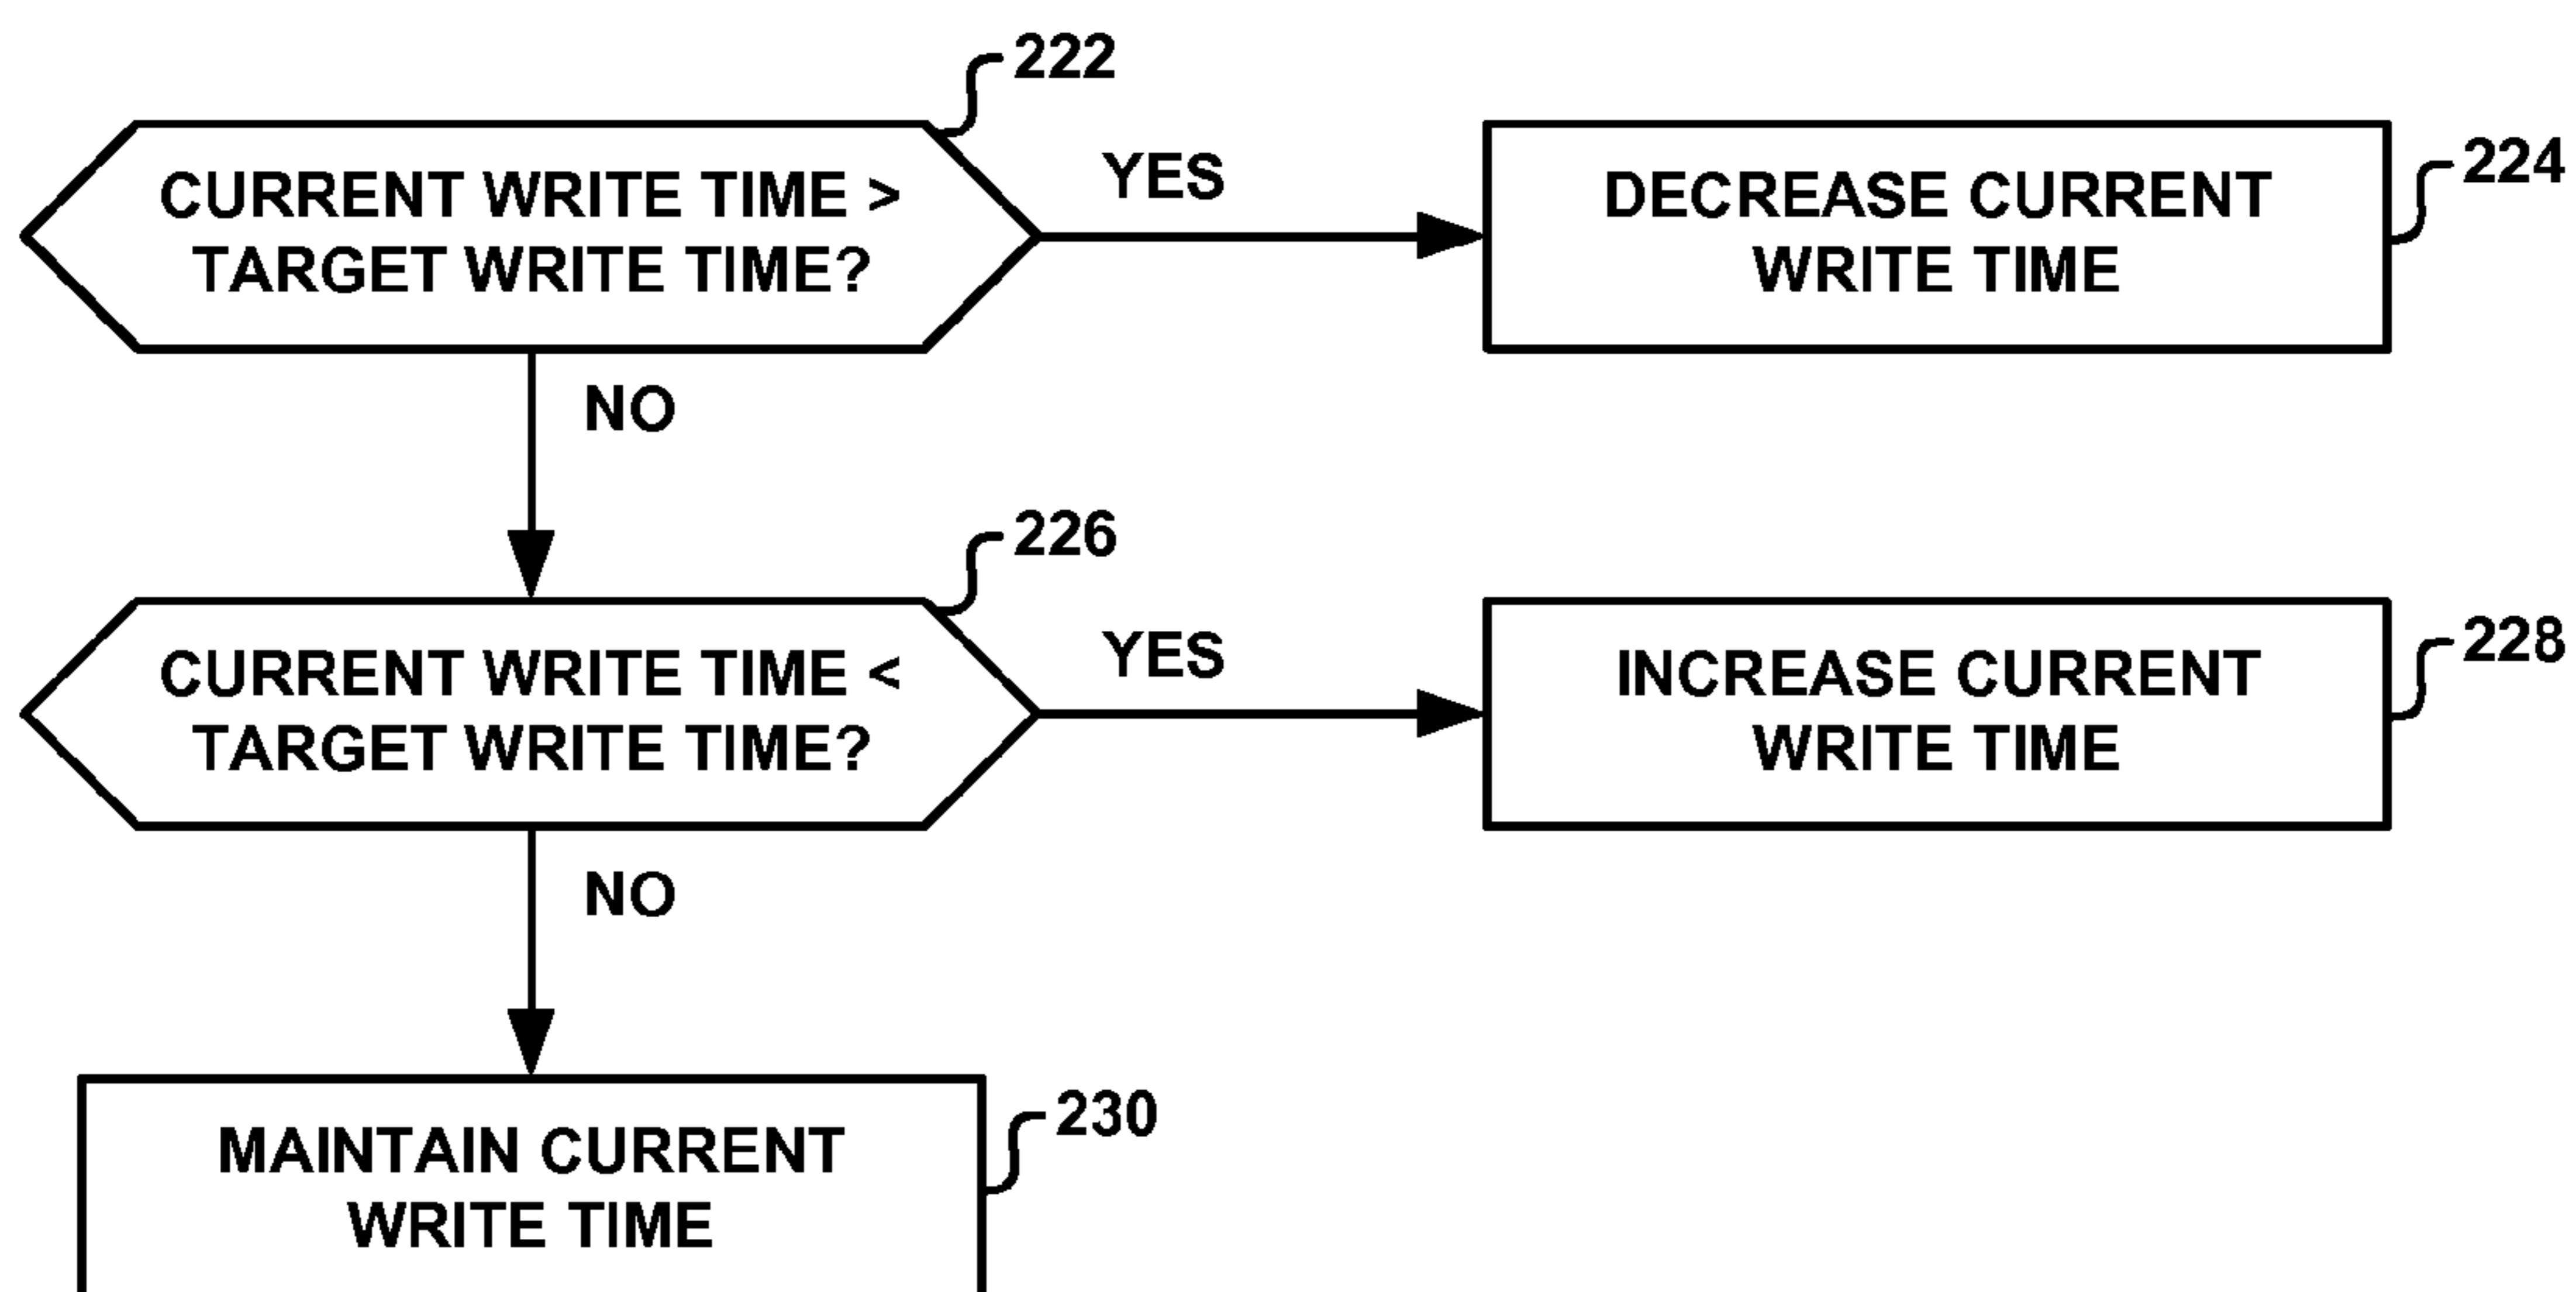 222
CURRENT WRITE TIME >
TARGET WRITE TIME?
YES
DECREASE CURRENT
WRITE TIME
224
NO
226
CURRENT WRITE TIME <
TARGET WRITE TIME?
YES
INCREASE CURRENT
WRITE TIME
228
NO
230
MAINTAIN CURRENT
WRITE TIME